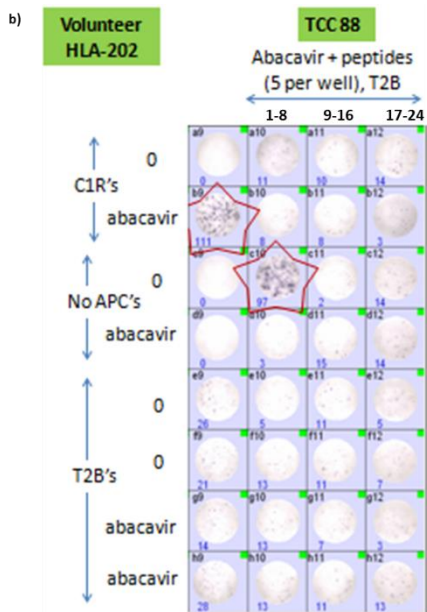 b)
Volunteer
HLA-202
TCC 88
Abacavir + peptides
(5 per well), T2B
1-8 9-16 17-24
C1R's
0
a9 a10 a11 a12
0 11 10 14
abacavir
b9 b10 b11 b12
111 8 8 3
No APC's
0
c9 c10 c11 c12
0 97 2 12
abacavir
d9 d10 d11 d12
0 3 15 14
T2B's
0
e9 e10 e11 e12
26 5 11 5
0
f9 f10 f11 f12
21 13 11 7
abacavir
g9 g10 g11 g12
14 13 7 3
abacavir
h9 h10 h11 h12
28 13 11 13